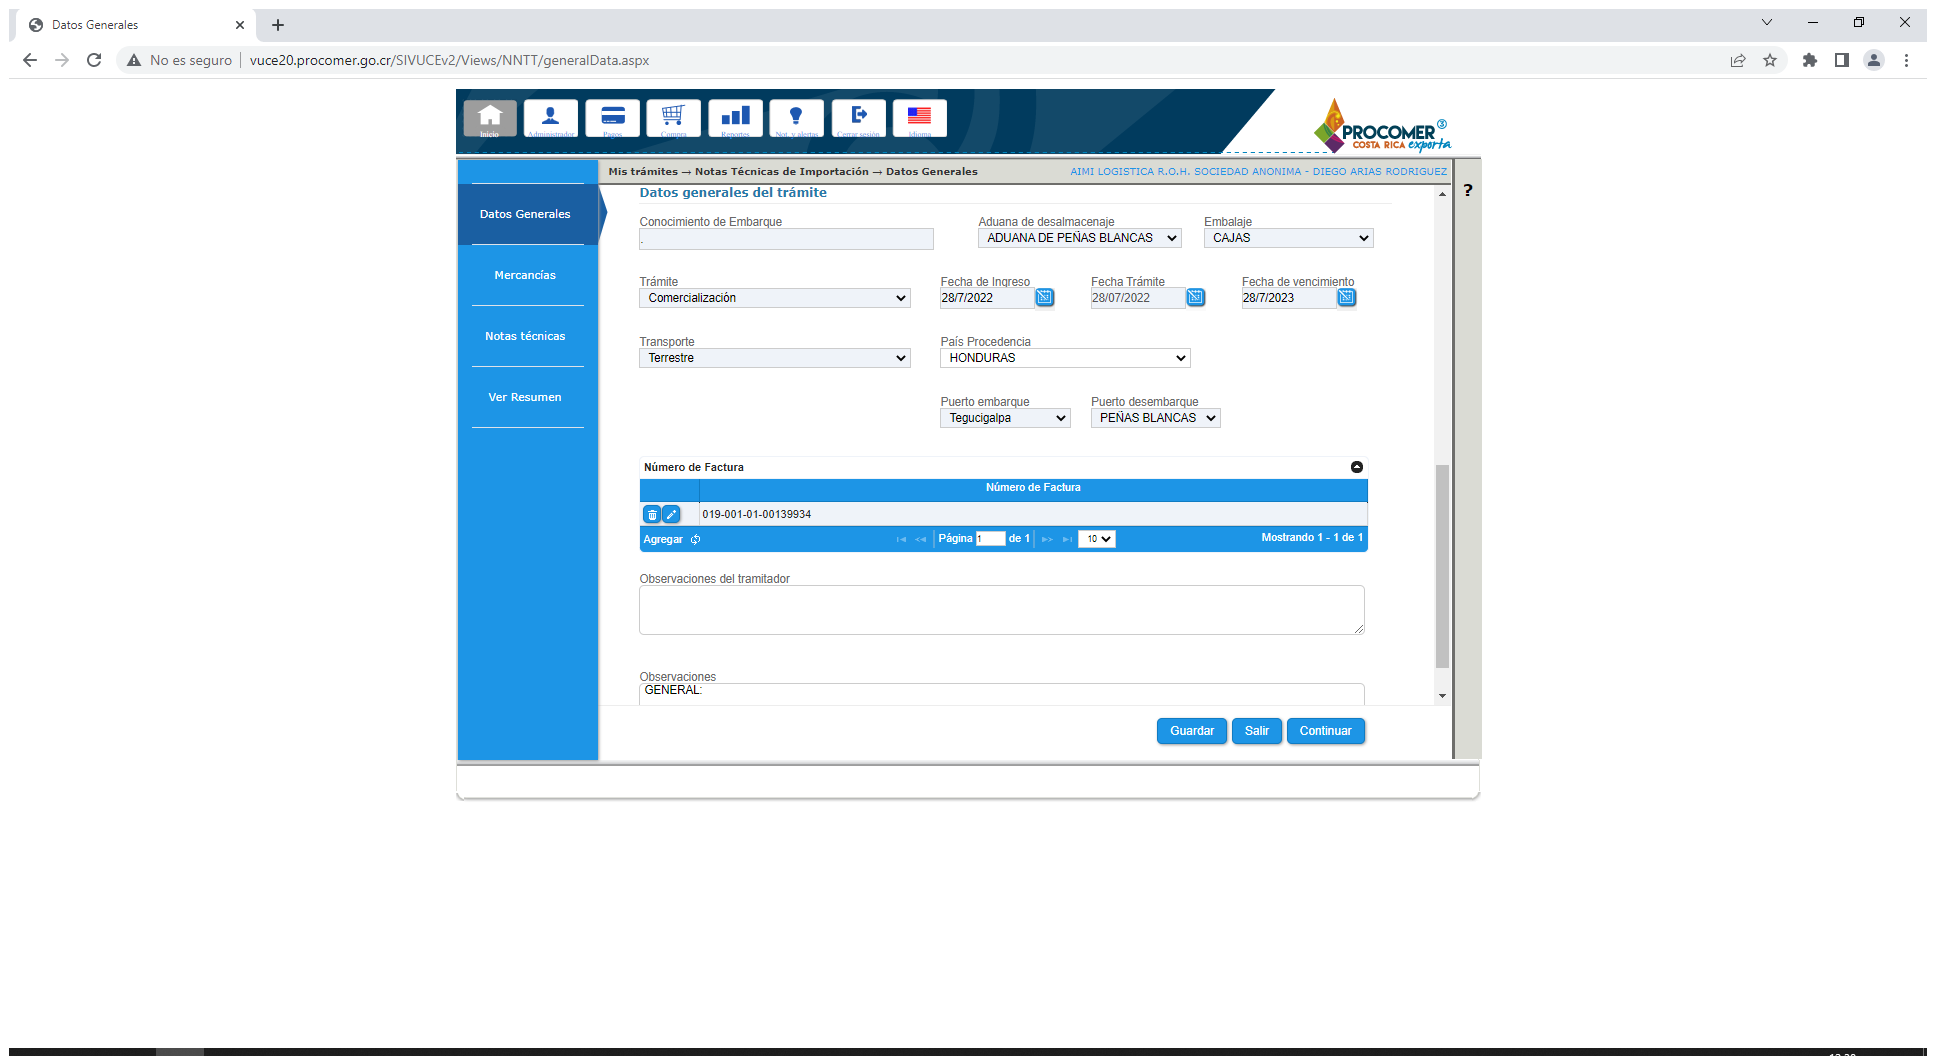 Datos Generales
No es seguro
vuce20.procomer.go.cr/SIVUCEv2/Views/NNTT/generalData.aspx
Inicio Administrador Pagos Compra Reportes Not. y alertas Cerrar sesión Idioma
PROCOMER
COSTA RICA exporta
Mis trámites → Notas Técnicas de Importación → Datos Generales
AIMI LOGISTICA R.O.H. SOCIEDAD ANONIMA - DIEGO ARIAS RODRIGUEZ
?
Datos Generales
Mercancías
Notas técnicas
Ver Resumen
Datos generales del trámite
Conocimiento de Embarque Aduana de desalmacenaje Embalaje
. ADUANA DE PEÑAS BLANCAS CAJAS
Trámite Fecha de Ingreso Fecha Trámite Fecha de vencimiento
Comercialización 28/7/2022 28/07/2022 28/7/2023
Transporte País Procedencia
Terrestre HONDURAS
Puerto embarque Puerto desembarque
Tegucigalpa PEÑAS BLANCAS
Número de Factura
Número de Factura
019-001-01-00139934
Agregar Página 1 de 1 10 Mostrando 1 - 1 de 1
Observaciones del tramitador
Observaciones
GENERAL:
Guardar Salir Continuar